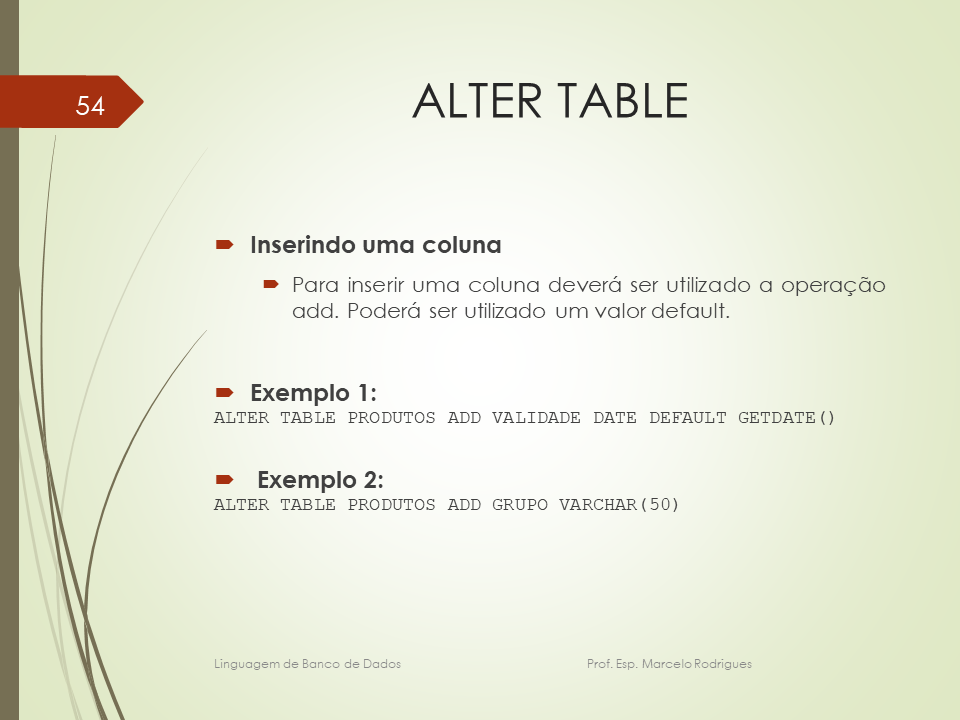 54
ALTER TABLE
Inserindo uma coluna
Para inserir uma coluna deverá ser utilizado a operação
add. Poderá ser utilizado um valor default.
Exemplo 1:
ALTER TABLE PRODUTOS ADD VALIDADE DATE DEFAULT GETDATE()
Exemplo 2:
ALTER TABLE PRODUTOS ADD GRUPO VARCHAR(50)
Linguagem de Banco de Dados Prof. Esp. Marcelo Rodrigues